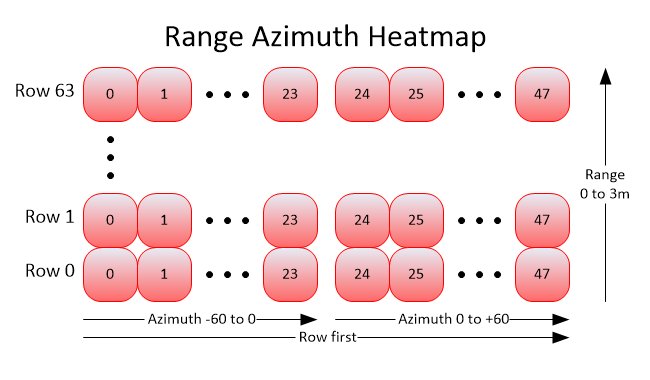 Range Azimuth Heatmap
Row 63 0 1 23 24 25 47
Range
0 to 3m
Row 1 0 1 23 24 25 47
Row 0 0 1 23 24 25 47
Azimuth -60 to 0 Azimuth 0 to +60
Row first